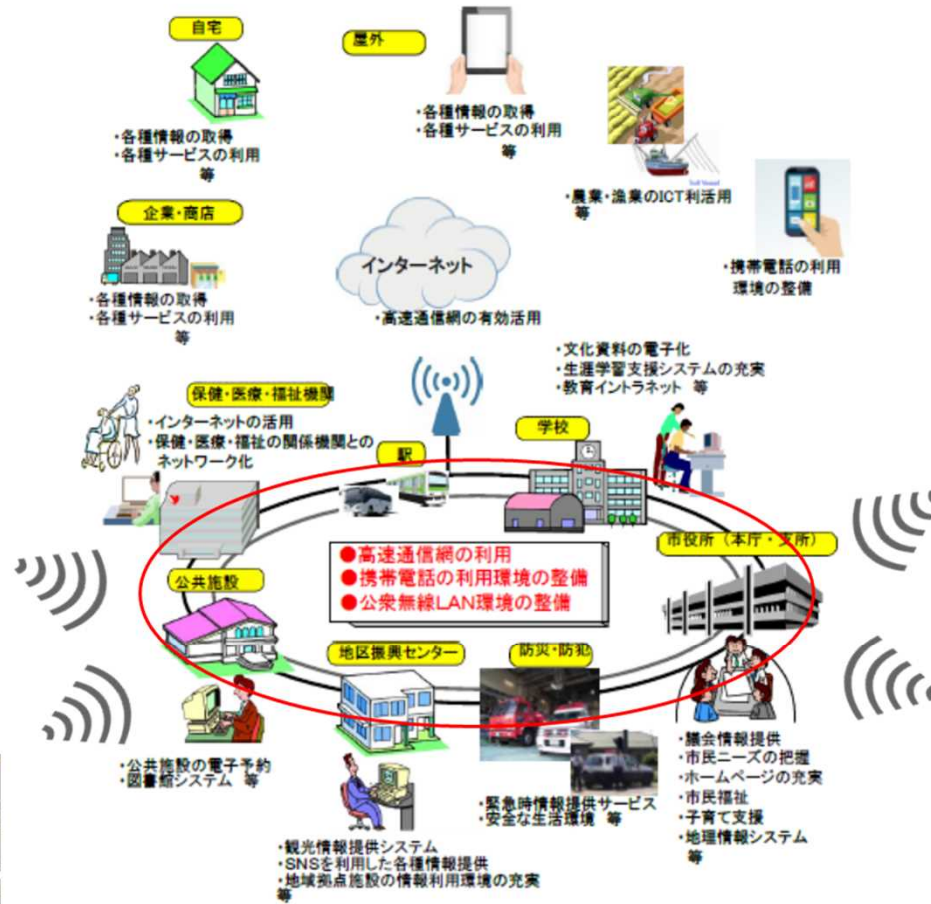 自宅
・各種情報の取得
・各種サービスの利用
等
屋外
・各種情報の取得
・各種サービスの利用
等
・農業・漁業のICT利活用
等
・携帯電話の利用
環境の整備
企業・商店
・各種情報の取得
・各種サービスの利用
等
インターネット
・高速通信網の有効活用
・文化資料の電子化
・生涯学習支援システムの充実
・教育イントラネット 等
保健・医療・福祉機関
・インターネットの活用
・保健・医療・福祉の関係機関との
ネットワーク化
駅
学校
市役所（本庁・支所）
●高速通信網の利用
●携帯電話の利用環境の整備
●公衆無線LAN環境の整備
公共施設
・公共施設の電子予約
・図書館システム 等
地区振興センター
・観光情報提供システム
・SNSを利用した各種情報提供
・地域拠点施設の情報利用環境の充実
等
防災・防犯
・緊急時情報提供サービス
・安全な生活環境 等
・議会情報提供
・市民ニーズの把握
・ホームページの充実
・市民福祉
・子育て支援
・地理情報システム
等